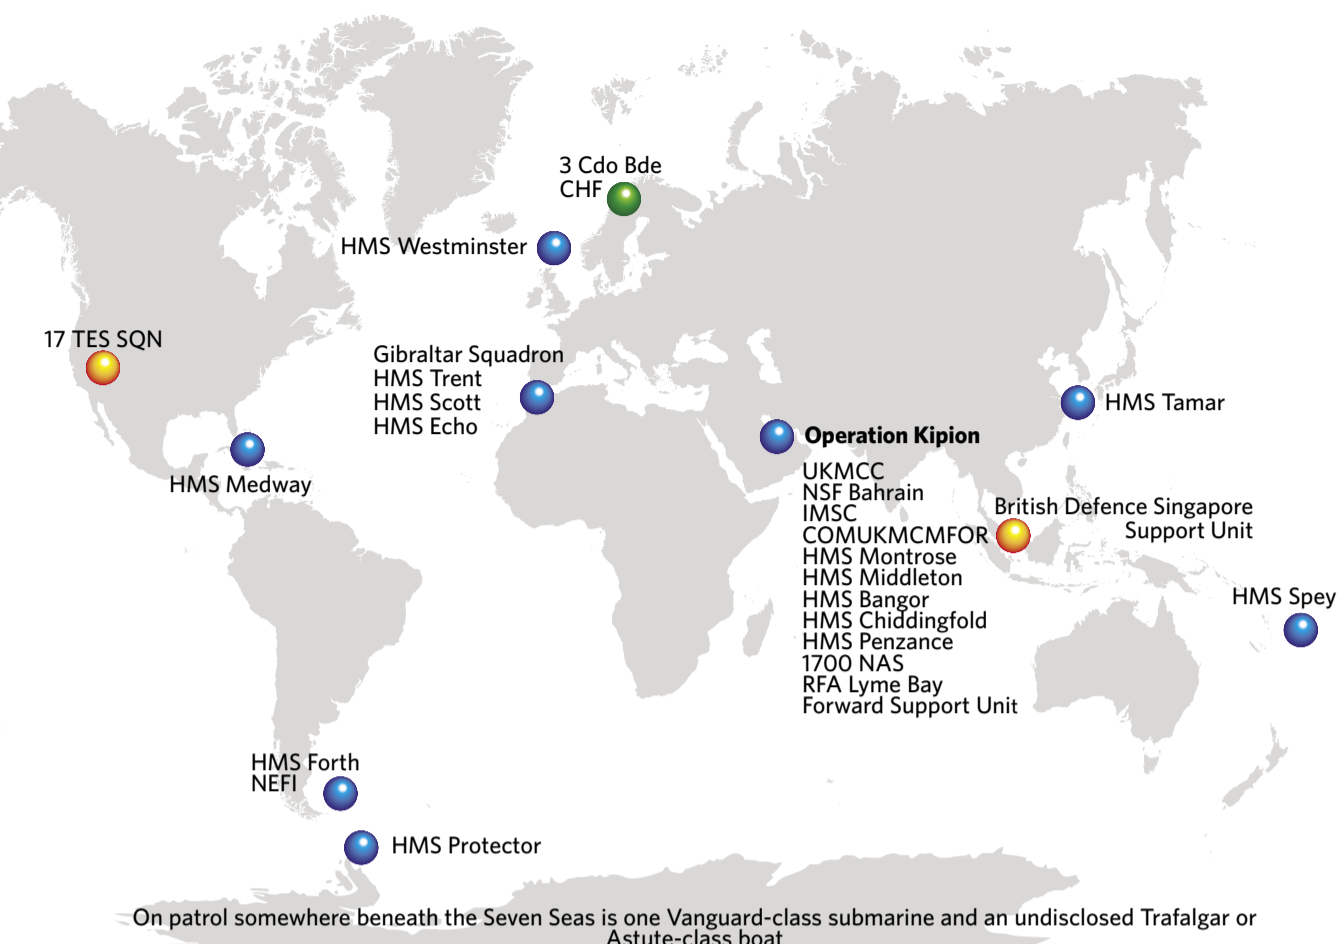 3 Cdo Bde
CHF
HMS Westminster
17 TES SQN
Gibraltar Squadron
HMS Trent
HMS Scott
HMS Echo
HMS Tamar
HMS Medway
Operation Kipion
UKMCC
NSF Bahrain
IMSC
COMUKMCMFOR
HMS Montrose
HMS Middleton
HMS Bangor
HMS Chiddingfold
HMS Penzance
1700 NAS
RFA Lyme Bay
Forward Support Unit
British Defence Singapore
Support Unit
HMS Spey
HMS Forth
NEFI
HMS Protector
On patrol somewhere beneath the Seven Seas is one Vanguard-class submarine and an undisclosed Trafalgar or
Astute-class boat